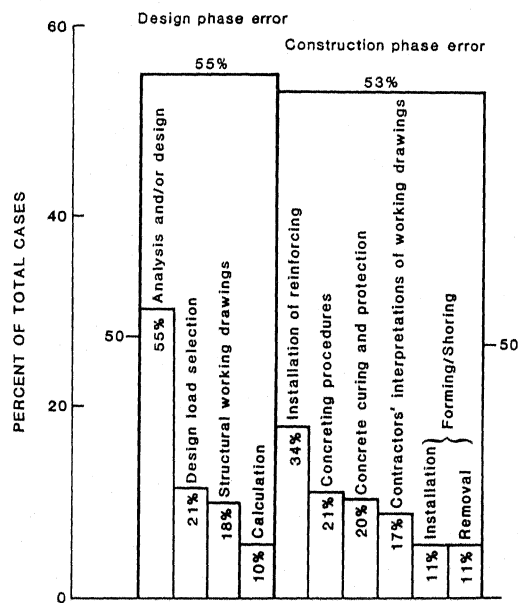 Design phase error
Construction phase error
55%
53%
60
40
20
0
50
50
PERCENT OF TOTAL CASES
55% Analysis and/or design
21% Design load selection
18% Structural working drawings
10% Calculation
34% Installation of reinforcing
21% Concreting procedures
20% Concrete curing and protection
17% Contractors' interpretations of working drawings
Forming/Shoring
11% Installation
11% Removal